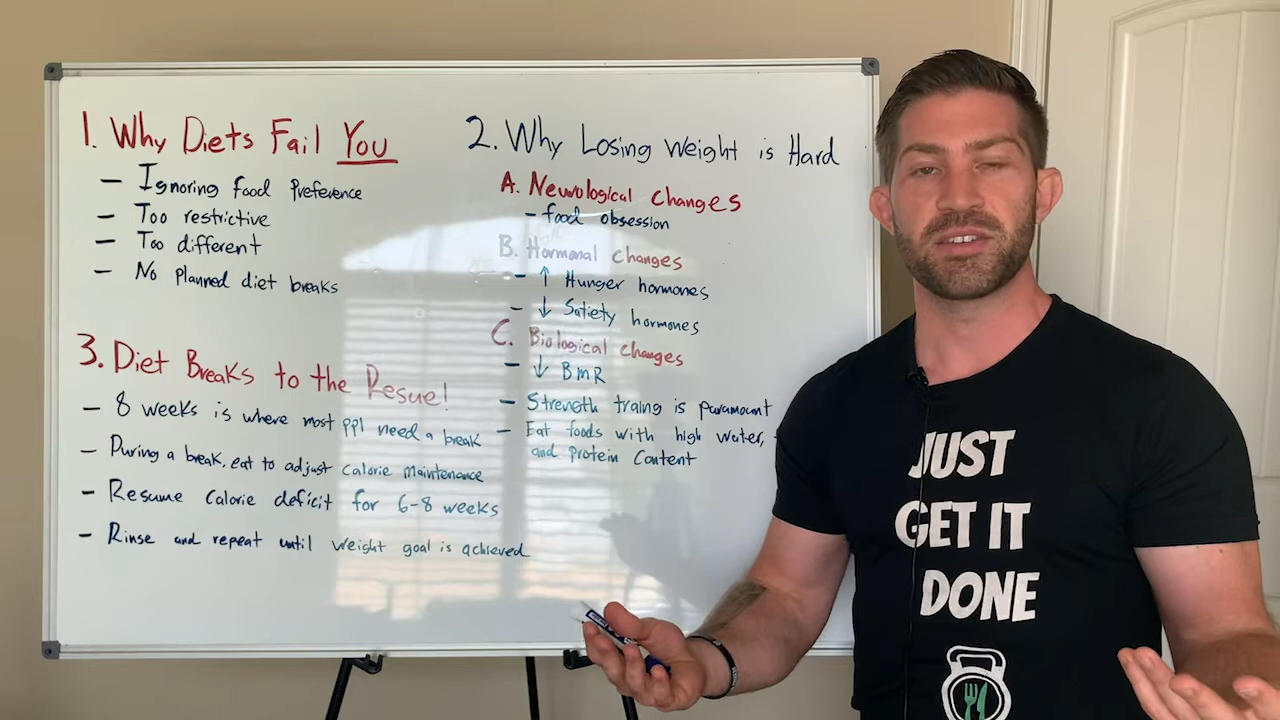 1. Why Diets Fail You
- Ignoring food preference
- Too restrictive
- Too different
- No planned diet breaks
3. Diet Breaks to the Rescue!
- 8 weeks is where most ppl need a break
- During a break, eat to adjust calorie maintenance
- Resume calorie deficit for 6-8 weeks
- Rinse and repeat until weight goal is achieved
2. Why Losing Weight is Hard
A. Neurological changes
- food obsession
B. Hormonal changes
- ↑ Hunger hormones
- ↓ Satiety hormones
C. Biological changes
- ↓ BMR
- Strength traing is paramount
- Eat foods with high water,
and protein content
JUST
GET IT
DONE